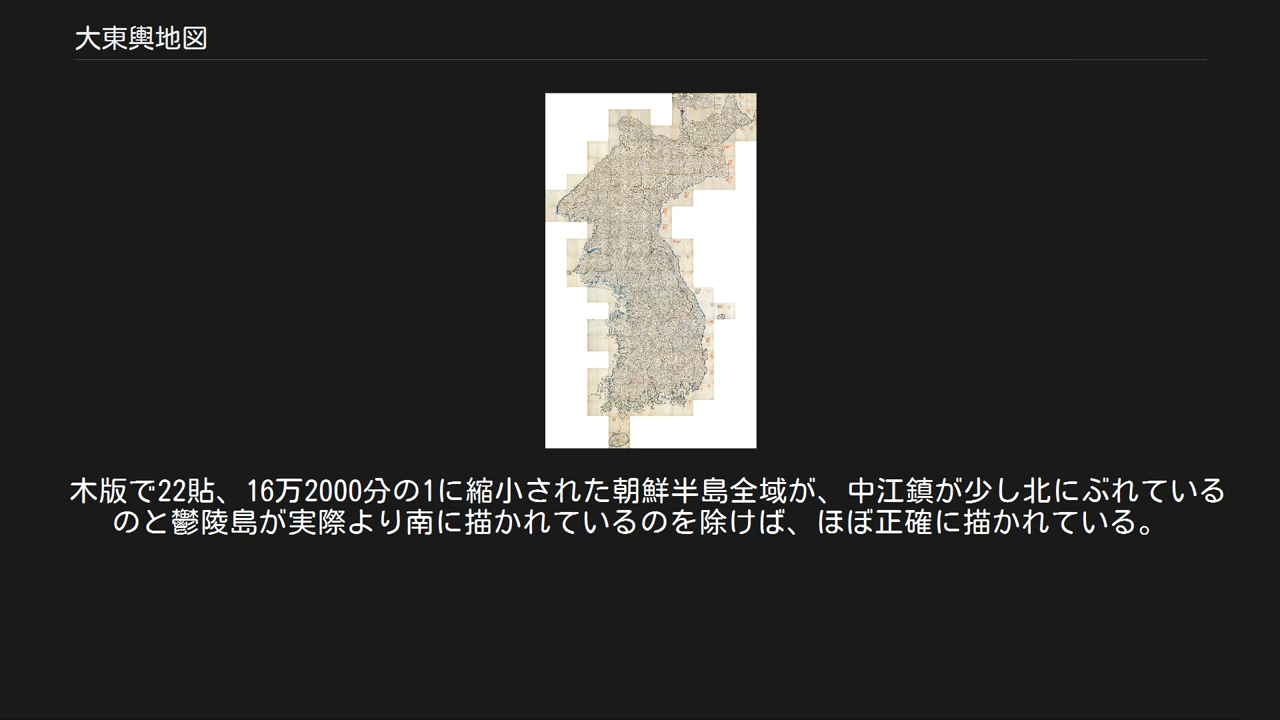 大東輿地図
木版で22貼、16万2000分の1に縮小された朝鮮半島全域が、中江鎮が少し北にぶれている
のと鬱陵島が実際より南に描かれているのを除けば、ほぼ正確に描かれている。